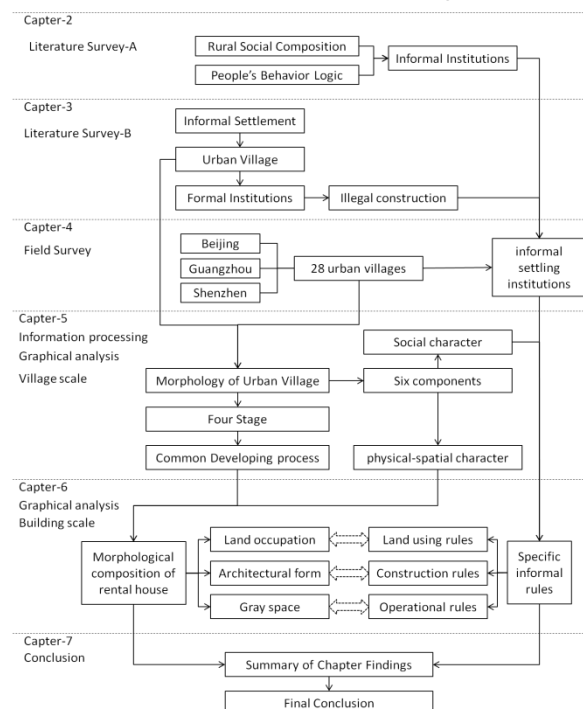 Capter-2
Literature Survey-A
Rural Social Composition
People's Behavior Logic
Informal Institutions
Capter-3
Literature Survey-B
Informal Settlement
Urban Village
Formal Institutions
Illegal construction
Capter-4
Field Survey
Beijing
Guangzhou
Shenzhen
28 urban villages
informal
settling
institutions
Capter-5
Information processing
Graphical analysis
Village scale
Social character
Morphology of Urban Village
Six components
Four Stage
Common Developing process
physical-spatial character
Capter-6
Graphical analysis
Building scale
Morphological
composition of
rental house
Land occupation
Land using rules
Architectural form
Construction rules
Gray space
Operational rules
Specific
informal
rules
Capter-7
Conclusion
Summary of Chapter Findings
Final Conclusion